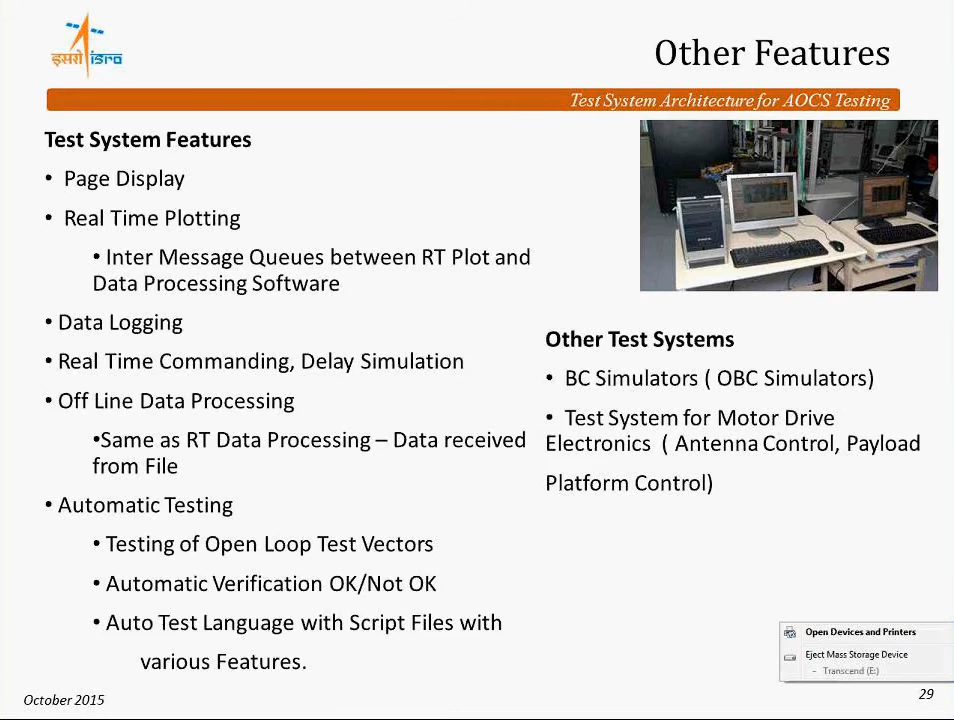 इसरो isro
Other Features
Test System Architecture for AOCS Testing
Test System Features
• Page Display
• Real Time Plotting
• Inter Message Queues between RT Plot and
Data Processing Software
• Data Logging
• Real Time Commanding, Delay Simulation
• Off Line Data Processing
•Same as RT Data Processing – Data received
from File
• Automatic Testing
• Testing of Open Loop Test Vectors
• Automatic Verification OK/Not OK
• Auto Test Language with Script Files with
various Features.
Other Test Systems
• BC Simulators ( OBC Simulators)
• Test System for Motor Drive
Electronics ( Antenna Control, Payload
Platform Control)
Open Devices and Printers
Eject Mass Storage Device
- Transcend (E:)
October 2015
29